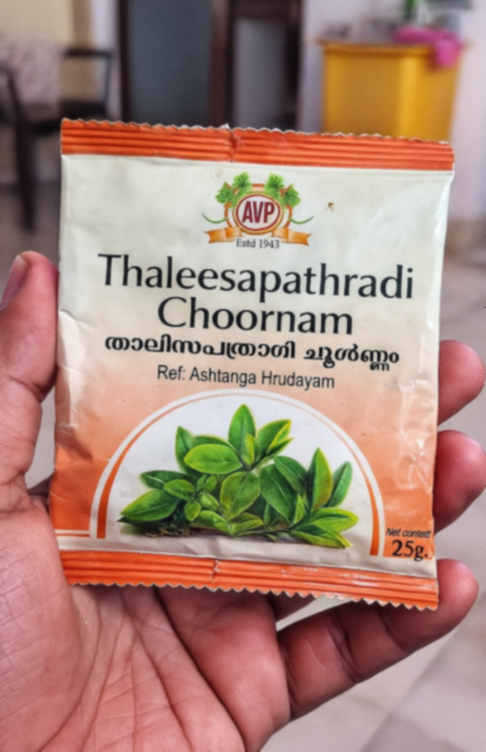 AVP
Estd 1943
Thaleesapathradi
Choornam
താലിസപത്രാഗി ചൂർണ്ണം
Ref: Ashtanga Hrudayam
Net content
25g.